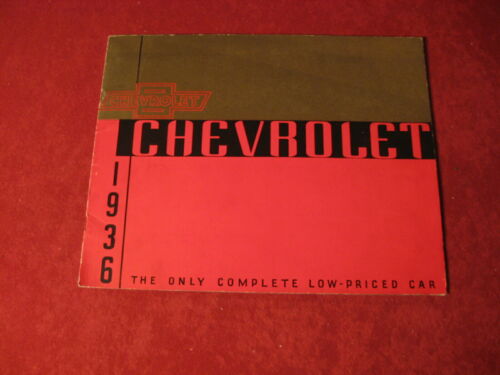 CHEVROLET
CHEVROLET
1936
THE ONLY COMPLETE LOW-PRICED CAR